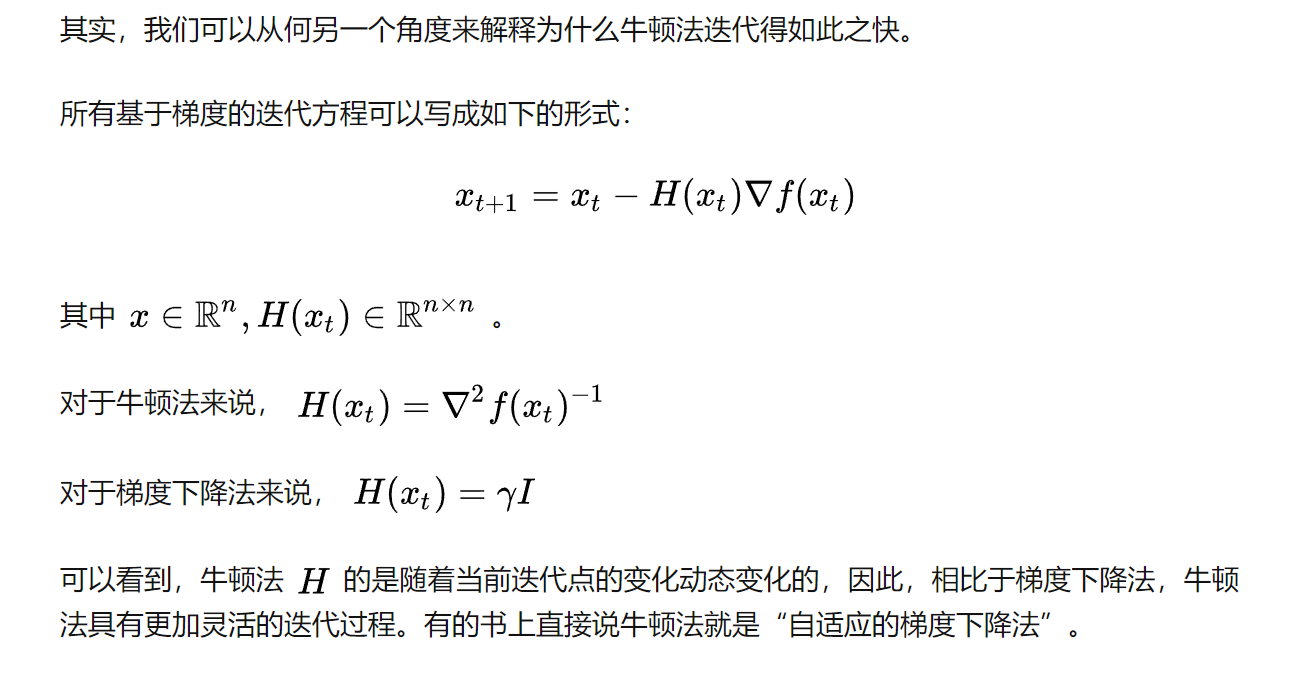 其实，我们可以从何另一个角度来解释为什么牛顿法迭代得如此之快。
所有基于梯度的迭代方程可以写成如下的形式：
$x_{t+1} = x_t - H(x_t)\nabla f(x_t)$
其中 $x \in \mathbb{R}^n, H(x_t) \in \mathbb{R}^{n \times n}$ 。
对于牛顿法来说， $H(x_t) = \nabla^2 f(x_t)^{-1}$
对于梯度下降法来说， $H(x_t) = \gamma I$
可以看到，牛顿法 $H$ 的是随着当前迭代点的变化动态变化的，因此，相比于梯度下降法，牛顿
法具有更加灵活的迭代过程。有的书上直接说牛顿法就是“自适应的梯度下降法”。